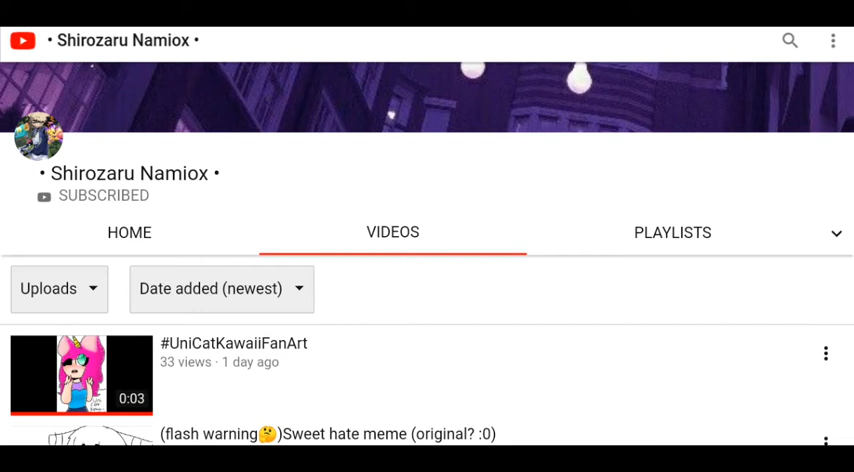 • Shirozaru Namiox •
• Shirozaru Namiox •
SUBSCRIBED
HOME VIDEOS PLAYLISTS
Uploads Date added (newest)
#UniCatKawaiiFanArt
33 views · 1 day ago
0:03
(flash warning🤔)Sweet hate meme (original? :0)